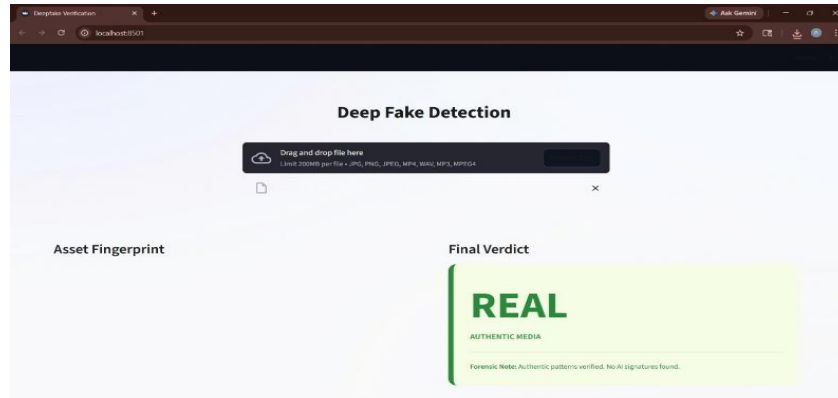 Deepfake Verification
Ask Gemini
localhost:8501
Deep Fake Detection
Drag and drop file here
Limit 200MB per file • JPG, PNG, JPEG, MP4, WAV, MP3, MPEG4
Asset Fingerprint
Final Verdict
REAL
AUTHENTIC MEDIA
Forensic Note: Authentic patterns verified. No AI signatures found.